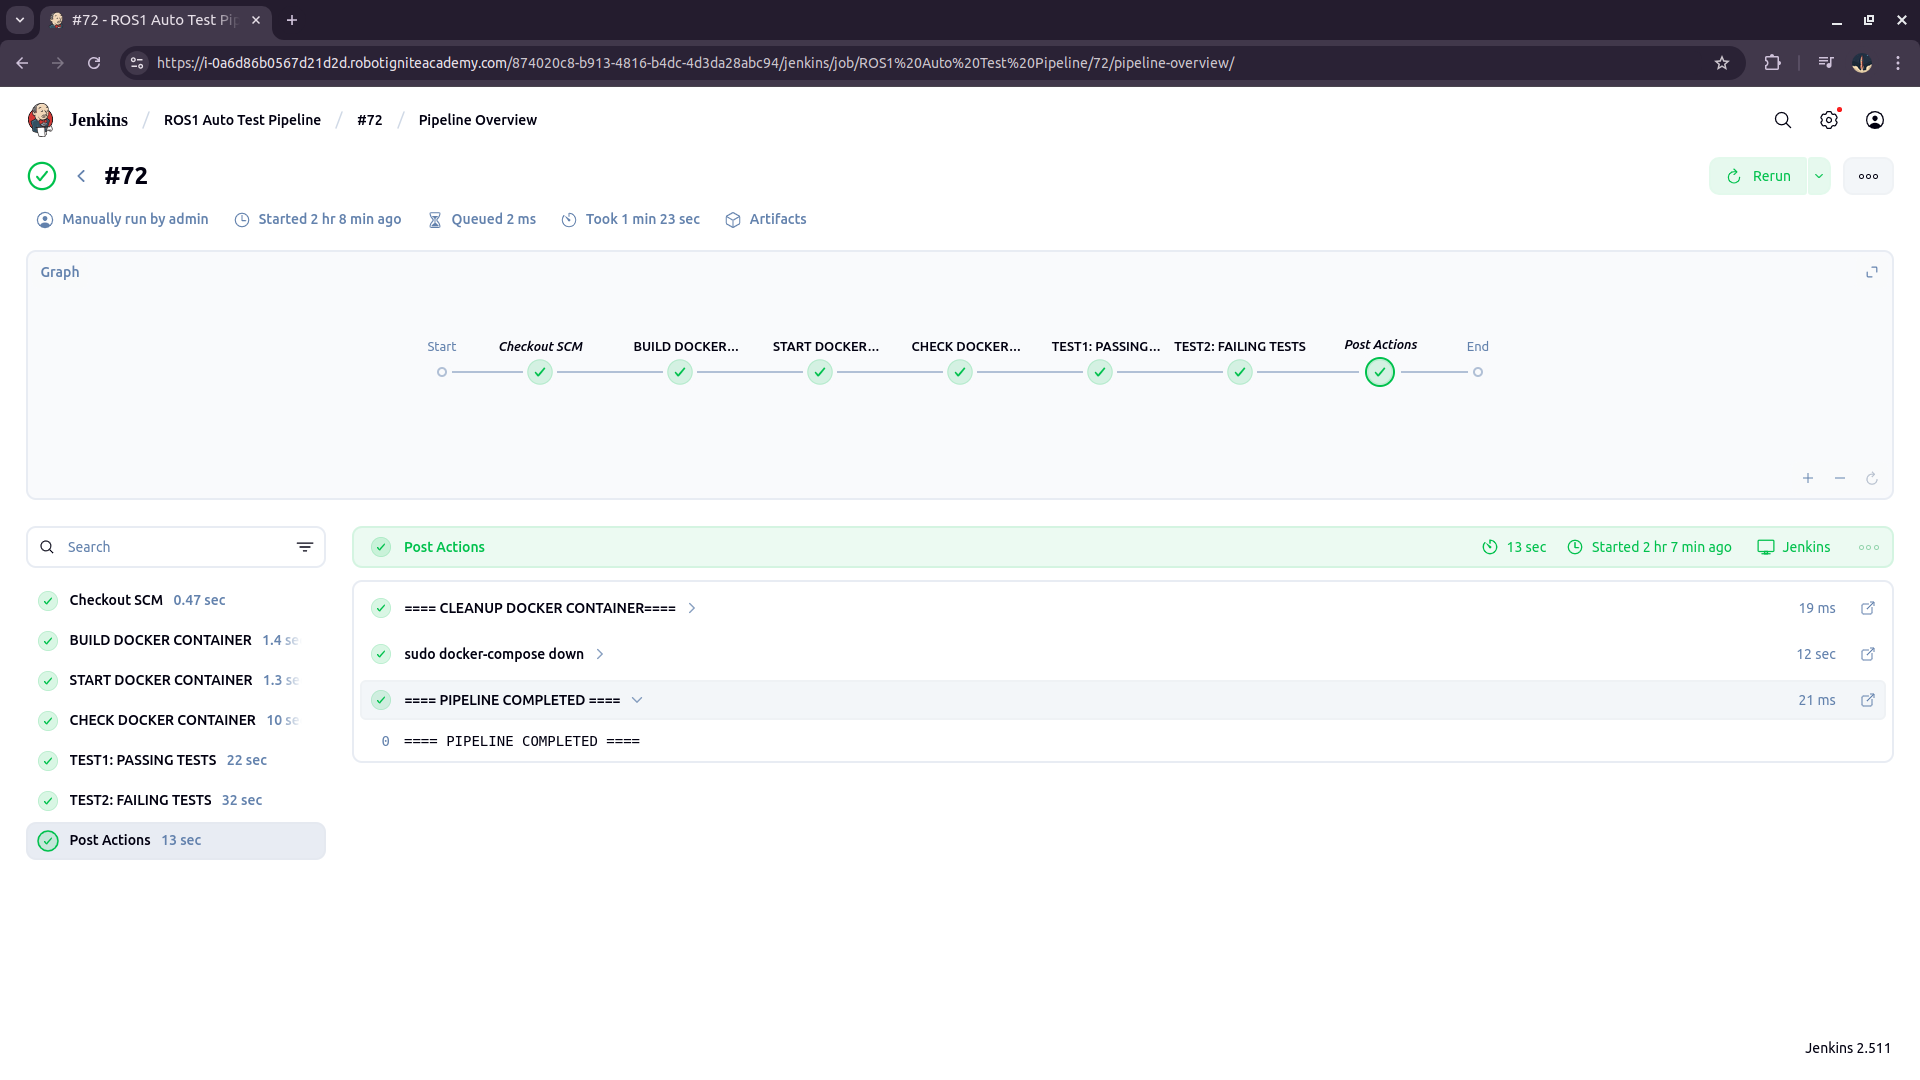 #72 - ROS1 Auto Test Pip
https://i-0a6d86b0567d21d2d.robotigniteacademy.com/874020c8-b913-4816-b4dc-4d3da28abc94/jenkins/job/ROS1%20Auto%20Test%20Pipeline/72/pipeline-overview/
Jenkins / ROS1 Auto Test Pipeline / #72 / Pipeline Overview
#72
Rerun
Manually run by admin Started 2 hr 8 min ago Queued 2 ms Took 1 min 23 sec Artifacts
Graph
Start Checkout SCM BUILD DOCKER... START DOCKER... CHECK DOCKER... TEST1: PASSING... TEST2: FAILING TESTS Post Actions End
Search
Checkout SCM 0.47 sec
BUILD DOCKER CONTAINER 1.4 se
START DOCKER CONTAINER 1.3 se
CHECK DOCKER CONTAINER 10 se
TEST1: PASSING TESTS 22 sec
TEST2: FAILING TESTS 32 sec
Post Actions 13 sec
Post Actions 13 sec Started 2 hr 7 min ago Jenkins
==== CLEANUP DOCKER CONTAINER==== 19 ms
sudo docker-compose down 12 sec
==== PIPELINE COMPLETED ==== 21 ms
0 ==== PIPELINE COMPLETED ====
Jenkins 2.511